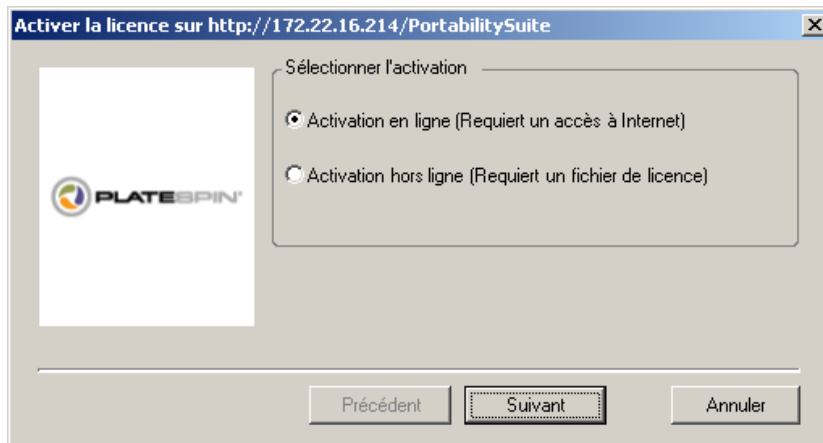 Activer la licence sur http://172.22.16.214/PortabilitySuite
Sélectionner l'activation
Activation en ligne (Requiert un accès à Internet)
Activation hors ligne (Requiert un fichier de licence)
PLATESPIN
Précédent
Suivant
Annuler